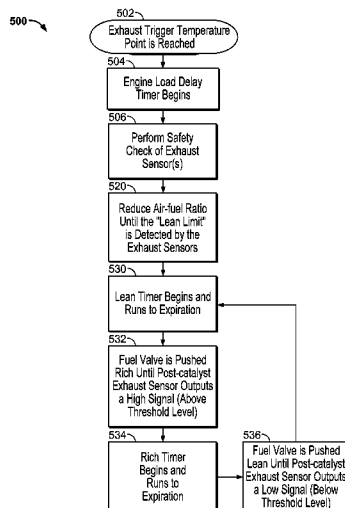 500
502
Exhaust Trigger Temperature
Point is Reached
504
Engine Load Delay
Timer Begins
506
Perform Safety
Check of Exhaust
Sensor(s)
520
Reduce Air-fuel Ratio
Until the "Lean Limit"
is Detected by the
Exhaust Sensors
530
Lean Timer Begins and
Runs to Expiration
532
Fuel Valve is Pushed
Rich Until Post-catalyst
Exhaust Sensor Outputs
a High Signal (Above
Threshold Level)
534
Rich Timer
Begins and
Runs to
Expiration
536
Fuel Valve is Pushed
Lean Until Post-catalyst
Exhaust Sensor Outputs
a Low Signal (Below
Threshold Level)